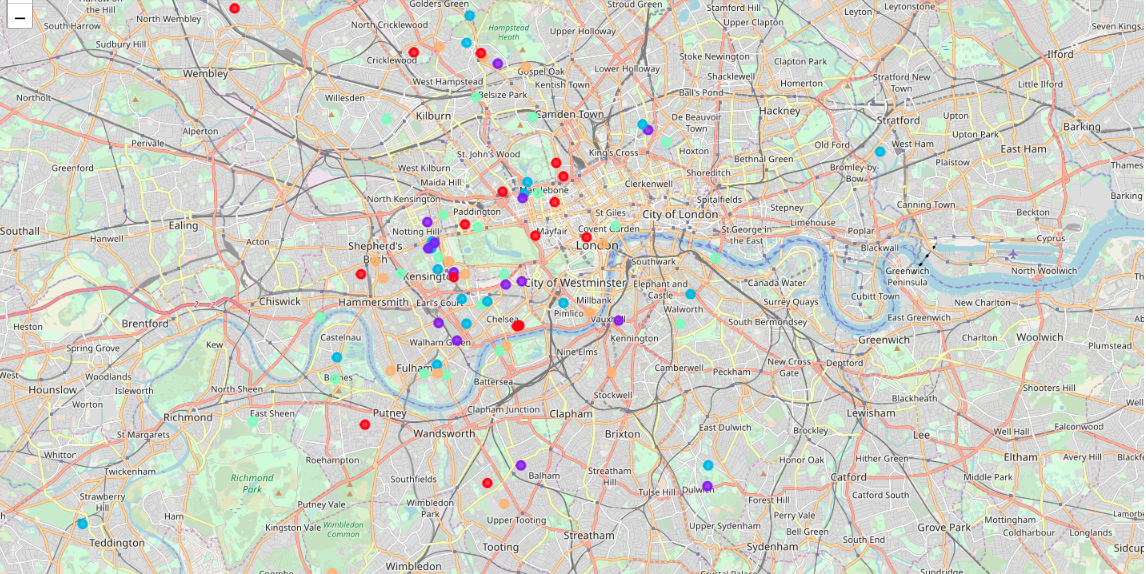 the Hill
North Wembley
Golders Green
Stroud Green
Stamford Hill
Leyton
Leytonstone
Seven Kings
South Harrow
Sudbury Hill
North Cricklewood
Hampstead
Heath
Upper Holloway
Upper Clapton
Cricklewood
Stoke Newington
Clapton Park
Ilford
Wembley
West Hampstead
Gospel Oak
Lower Holloway
Shacklewell
Homerton
Stratford New
Town
Little Ilford
Northolt
Willesden
Belsize Park
Kentish Town
Ball's Pond
Kilburn
Camden Town
De Beauvoir
Town
Hackney
Stratford
Upton
Barking
Alperton
Upton Park
Perivale
St. John's Wood
King's Cross
Hoxton
Bethnal Green
West Ham
East Ham
Greenford
Maida Hill
Shoreditch
Bromley-by-
Bow
Plaistow
Thames
North Kensington
Clerkenwell
Spitalfields
Stepney
Canning Town
Barking
Southall
Ealing
Paddington
St Giles
City of London
Limehouse
Poplar
Beckton
Hanwell
Acton
Notting Hill
Mayfair
Covent Garden
St.George in
the East
Cyprus
Shepherd's
Bush
London
Southwark
Blackwall
Kensington
City of Westminster
Elephant and
Castle
Canada Water
Greenwich
Peninsula
North Woolwich
Chiswick
Hammersmith
Earl's Court
Millbank
Pimlico
Walworth
Surrey Quays
Cubitt Town
New Charlton
Heston
Brentford
Chelsea
Vauxhall
South Bermondsey
East Greenwich
Spring Grove
Kew
Castelnau
Walham Green
Kennington
Greenwich
Charlton
Woolwich
Plumstead
Nine Elms
New Cross
Gate
Deptford
Hounslow
Woodlands
Isleworth
North Sheen
Barnes
Fulham
Battersea
Camberwell
Peckham
Shooters Hill
Worton
Stockwell
Blackheath
Richmond
East Sheen
Putney
Clapham Junction
Clapham
Lewisham
St Margarets
Wandsworth
Brixton
East Dulwich
Brockley
Lee
Well Hall
Falconwood
Whitton
Roehampton
Honor Oak
Hither Green
Eltham
Avery Hill
Twickenham
Richmond
Park
Southfields
Balham
Streatham
Hill
Catford
Middle Park
Strawberry
Hill
Putney Vale
Wimbledon
Park
Tulse Hill
Dulwich
Forest Hill
Catford South
Ham
Kingston Vale
Wimbledon
Common
Upper Tooting
Perry Vale
Mottingham
Teddington
Streatham
Upper Sydenham
Bell Green
Grove Park
Coldharbour
Longlands
Tooting
Sydenham
South End
Sidcup
Coombe
Wimbledon
Crystal Palace